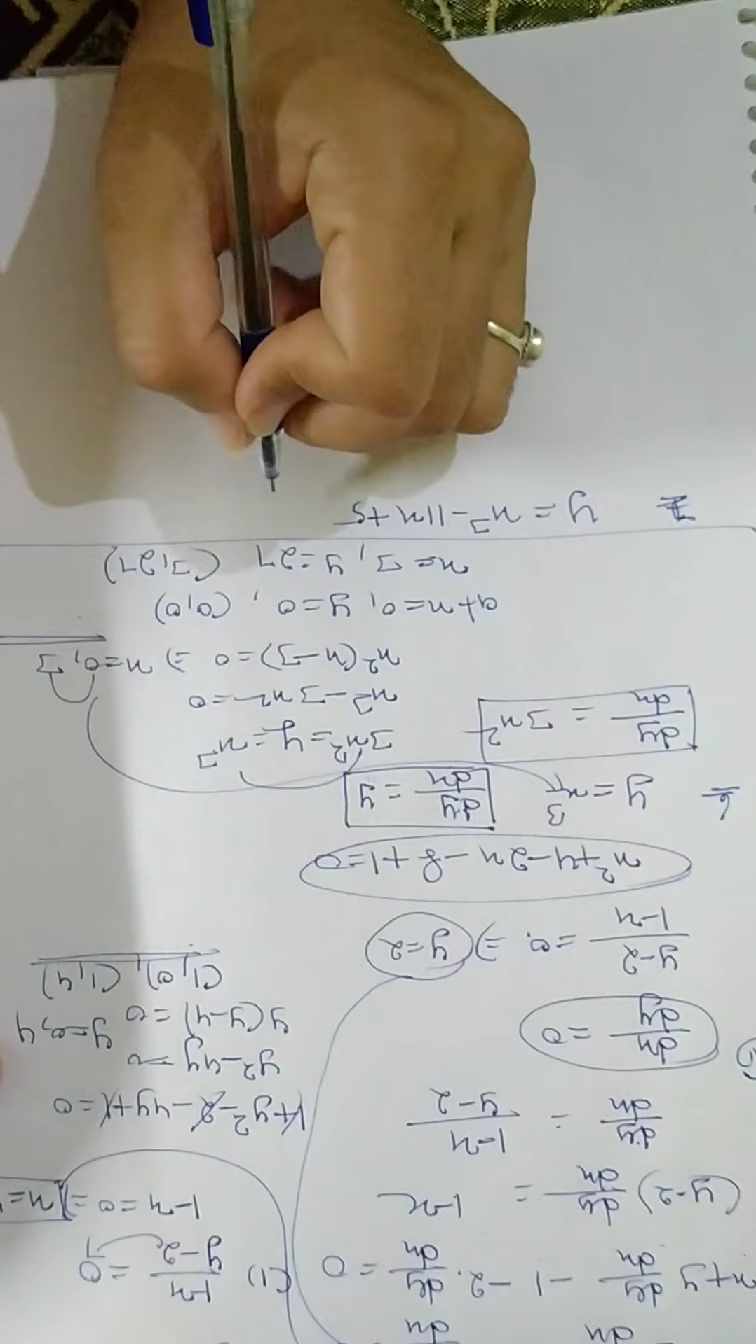 x+y dy/dx -1 -2. dy/dx = 0
(y-2) dy/dx = 1-x
dy/dx = 1-x/y-2
dx/dy = 0
y-2/1-x = 0. ⇒ y=2
x²+4-2x-8+1=0
1-x/y-2 = 0
1-x=0 ⇒
1+y²-2-4y+1=0
y²-4y=0
y(y-4)=0 y=0,4
(1,0), (1,4)
6 y=x³ dy/dx = y
dy/dx = 3x²
3x²=y=x³
x³-3x²=0
x²(x-3)=0 ⇒ x=0,3
at x=0, y=0, (0,0)
x=3, y=27 (3,27)
7 y=x³-11x+5